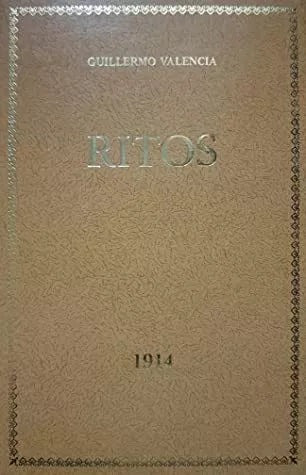 GUILLERMO VALENCIA
RITOS
1914